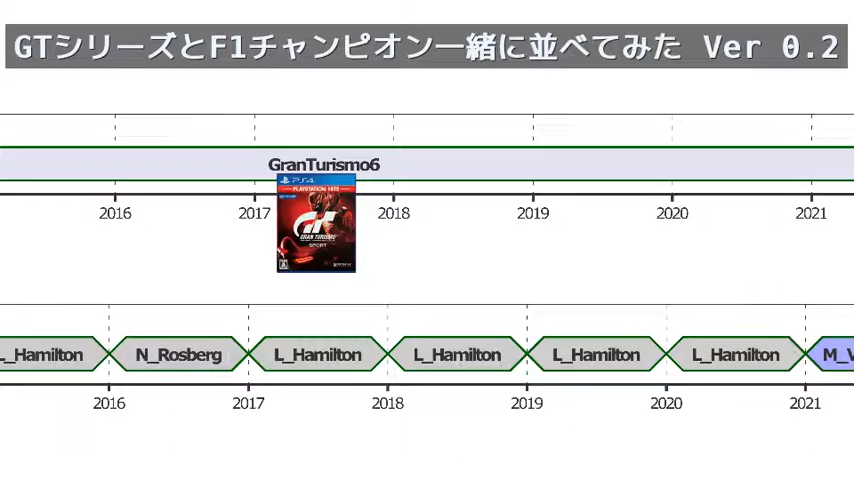 GTシリーズとF1チャンピオン一緒に並べてみた Ver 0.2
GranTurismo6
PS4
PLAYSTATION HITS
GT
GRAN TURISMO
SPORT
A
2016 2017 2018 2019 2020 2021
L_Hamilton N_Rosberg L_Hamilton L_Hamilton L_Hamilton L_Hamilton M_V
2016 2017 2018 2019 2020 2021